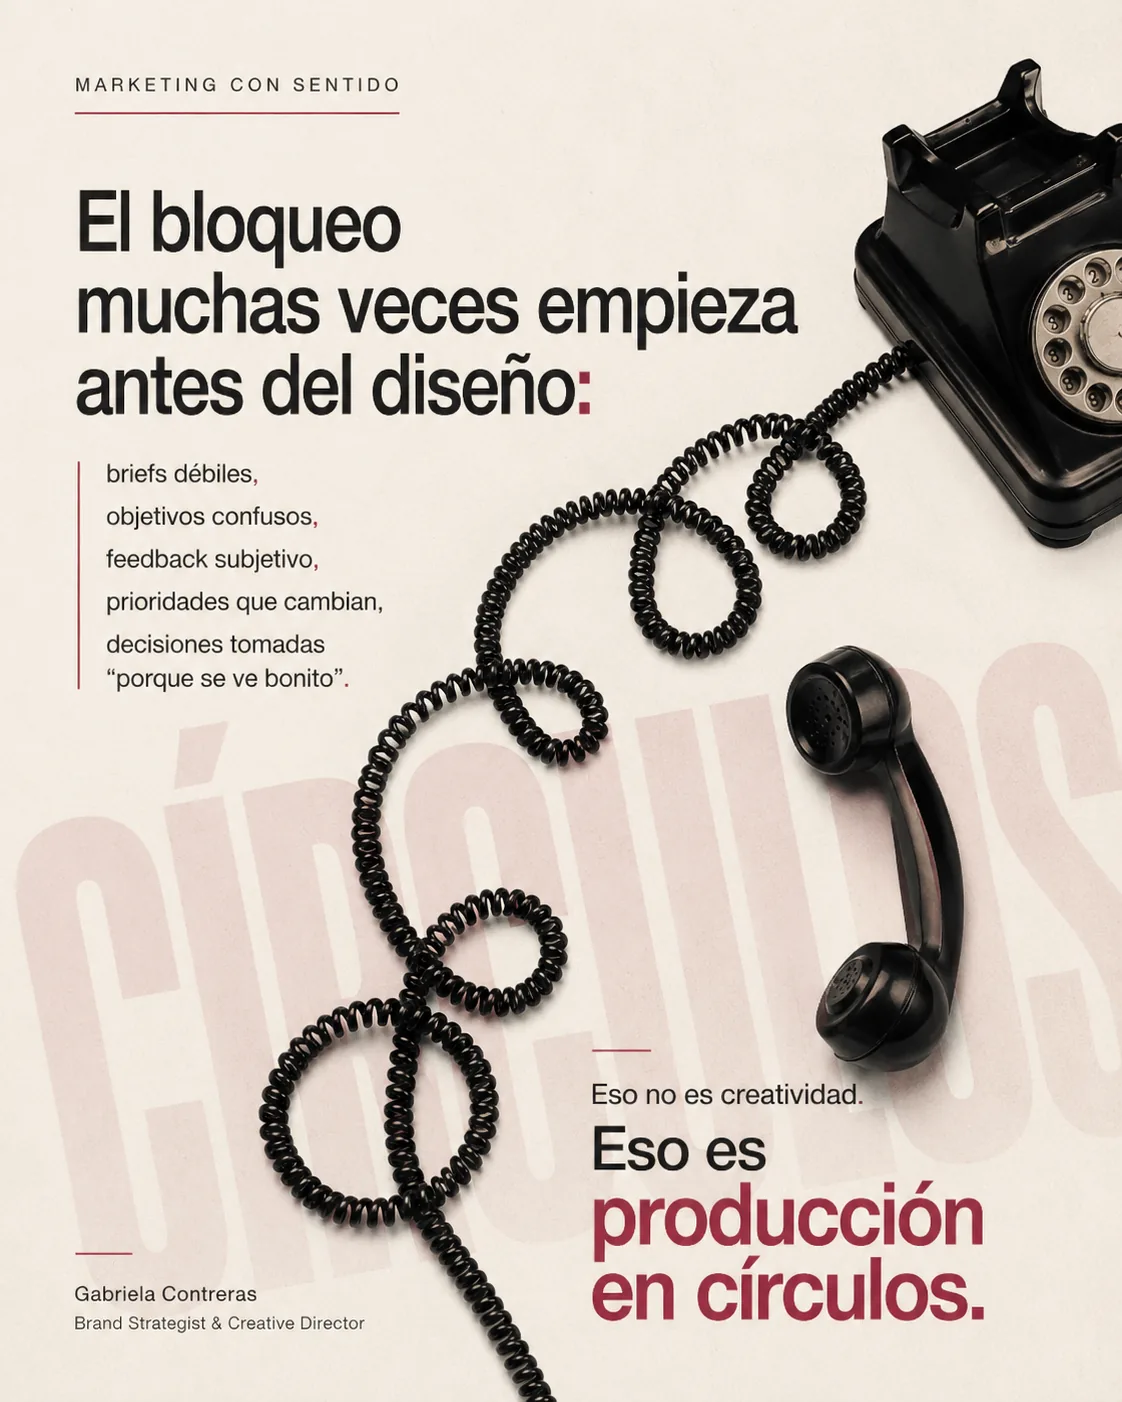 MARKETING CON SENTIDO
El bloqueo
muchas veces empieza
antes del diseño:
briefs débiles,
objetivos confusos,
feedback subjetivo,
prioridades que cambian,
decisiones tomadas
“porque se ve bonito”.
CÍRCULOS
Eso no es creatividad.
Eso es
producción
en círculos.
Gabriela Contreras
Brand Strategist & Creative Director